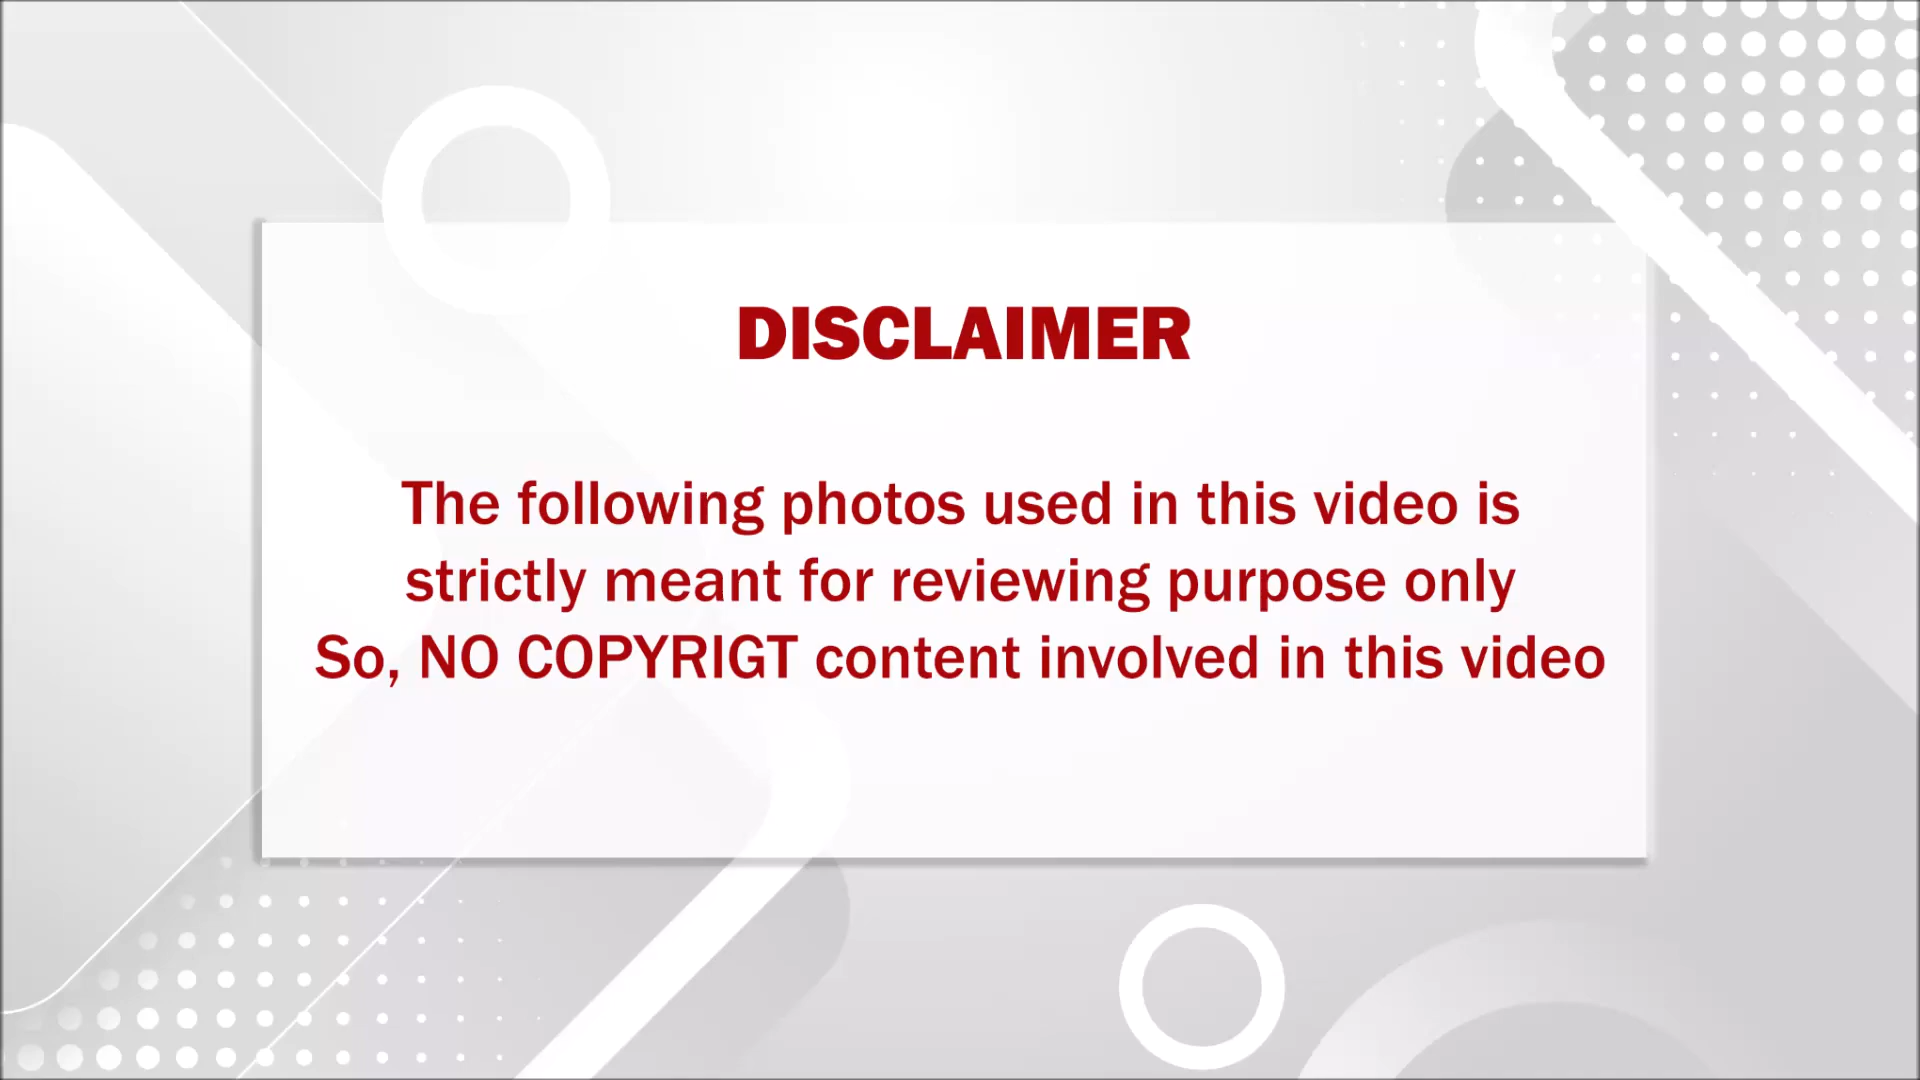 DISCLAIMER
The following photos used in this video is
strictly meant for reviewing purpose only
So, NO COPYRIGT content involved in this video